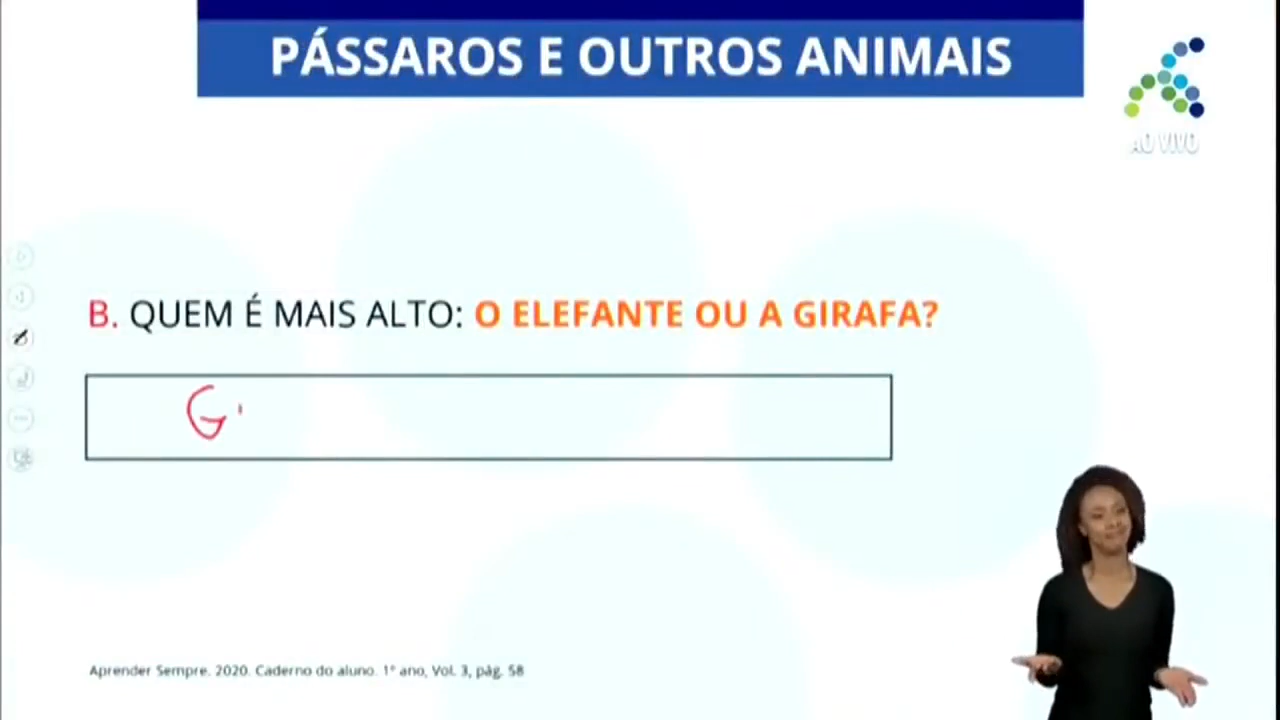 PÁSSAROS E OUTROS ANIMAIS
AO VIVO
B. QUEM É MAIS ALTO: O ELEFANTE OU A GIRAFA?
G
Aprender Sempre. 2020. Caderno do aluno. 1º ano, Vol. 3, pág. 58